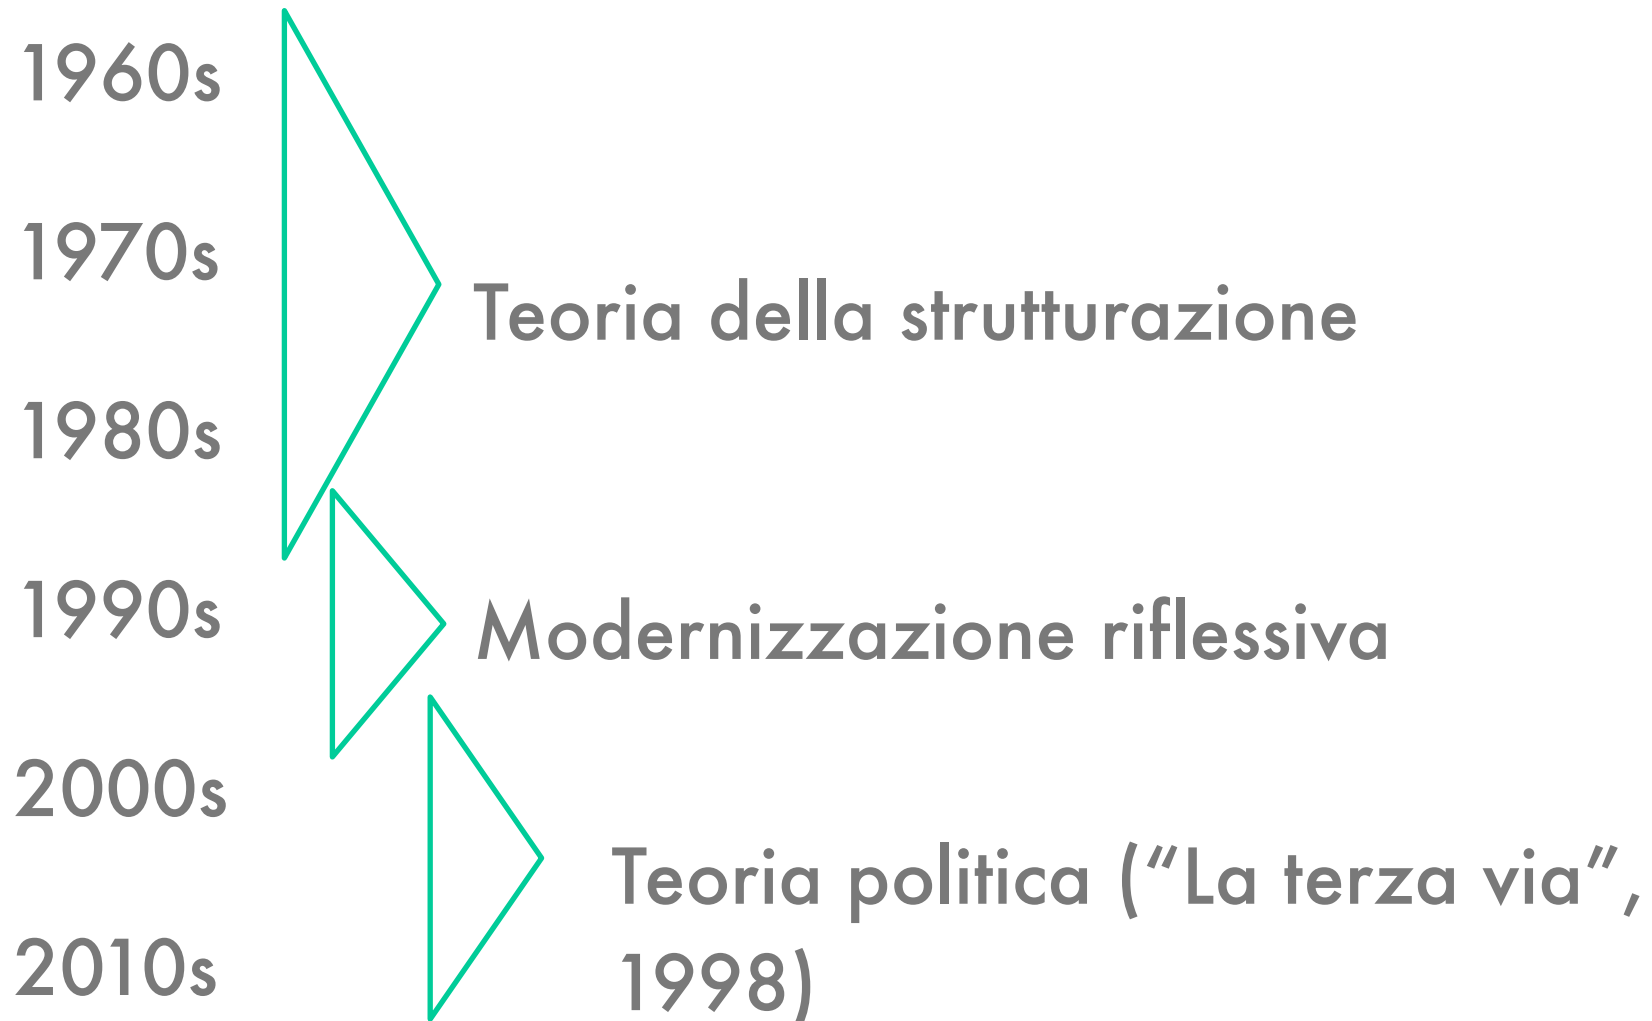 1960s
1970s
Teoria della strutturazione
1980s
1990s
Modernizzazione riflessiva
2000s
Teoria politica (“La terza via”,
1998)
2010s